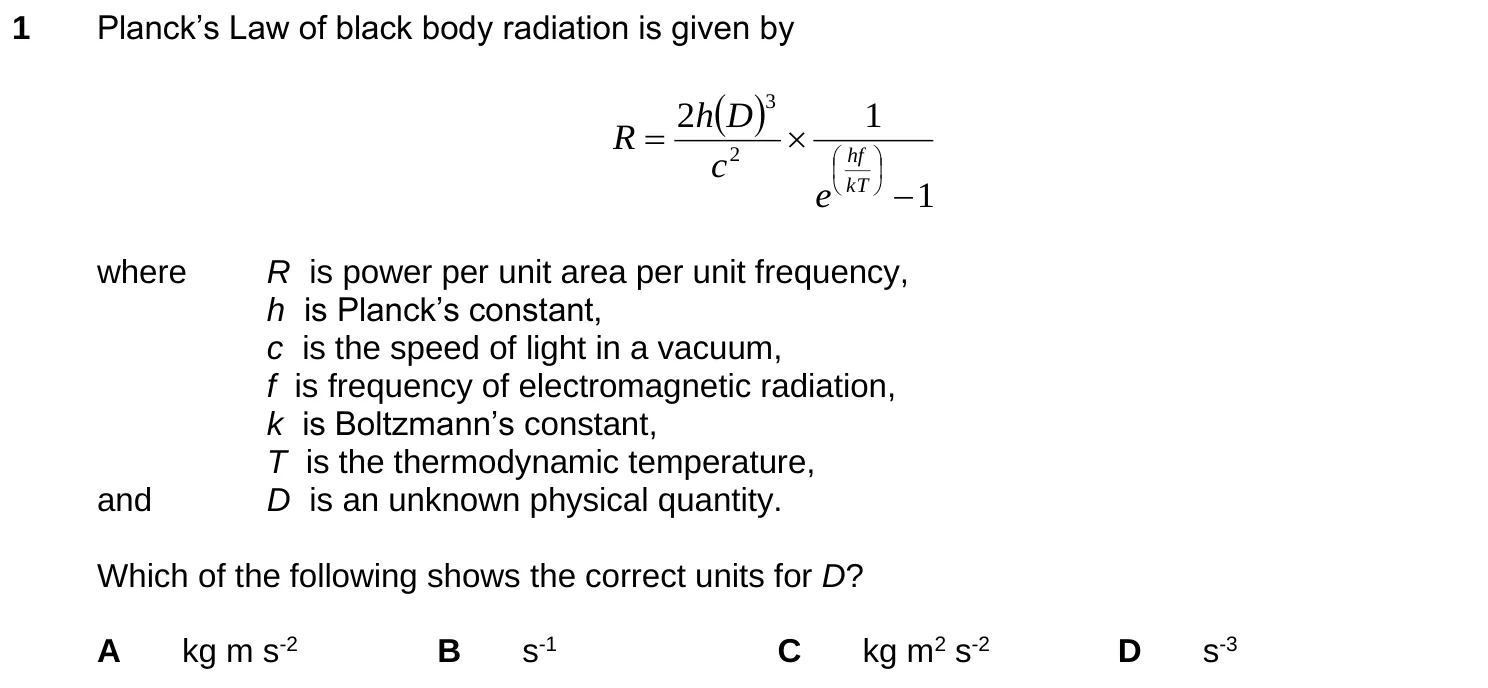 1 Planck’s Law of black body radiation is given by
R = 2h(D)³/c² × 1/(e^(hf/kT) − 1)
where R is power per unit area per unit frequency,
h is Planck’s constant,
c is the speed of light in a vacuum,
f is frequency of electromagnetic radiation,
k is Boltzmann’s constant,
T is the thermodynamic temperature,
and D is an unknown physical quantity.
Which of the following shows the correct units for D?
A kg m s⁻² B s⁻¹ C kg m² s⁻² D s⁻³